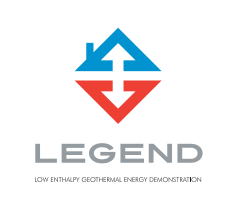 LEGEND
LOW ENTHALPY GEOTHERMAL ENERGY DEMONSTRATION